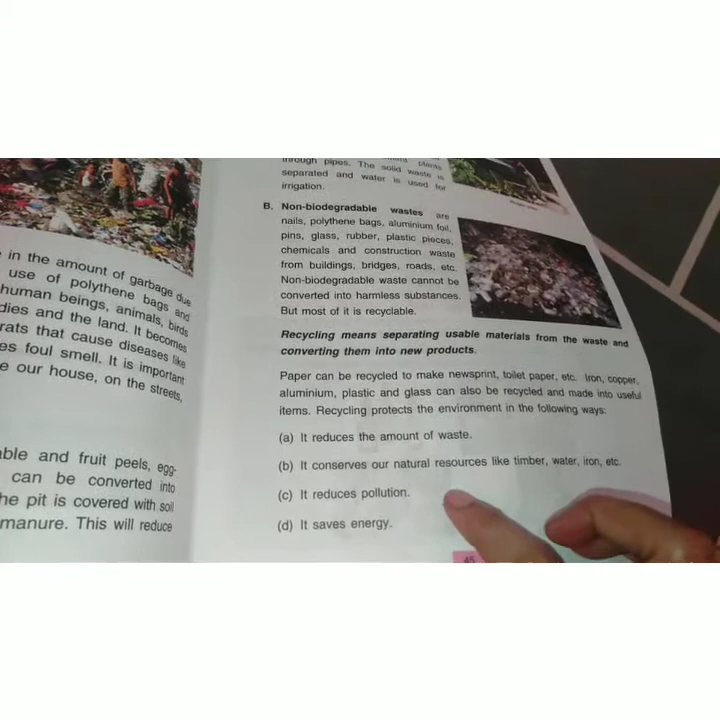 in the amount of garbage due
use of polythene bags and
human beings, animals, birds
dies and the land. It becomes
rats that cause diseases like
es foul smell. It is important
e our house, on the streets,
able and fruit peels, egg-
can be converted into
he pit is covered with soil
manure. This will reduce
through pipes. The solid waste is
separated and water is used for
irrigation.
B. Non-biodegradable wastes are
nails, polythene bags, aluminium foil,
pins, glass, rubber, plastic pieces,
chemicals and construction waste
from buildings, bridges, roads, etc.
Non-biodegradable waste cannot be
converted into harmless substances.
But most of it is recyclable.
Recycling means separating usable materials from the waste and
converting them into new products.
Paper can be recycled to make newsprint, toilet paper, etc. Iron, copper,
aluminium, plastic and glass can also be recycled and made into useful
items. Recycling protects the environment in the following ways:
(a) It reduces the amount of waste.
(b) It conserves our natural resources like timber, water, iron, etc.
(c) It reduces pollution.
(d) It saves energy.
45